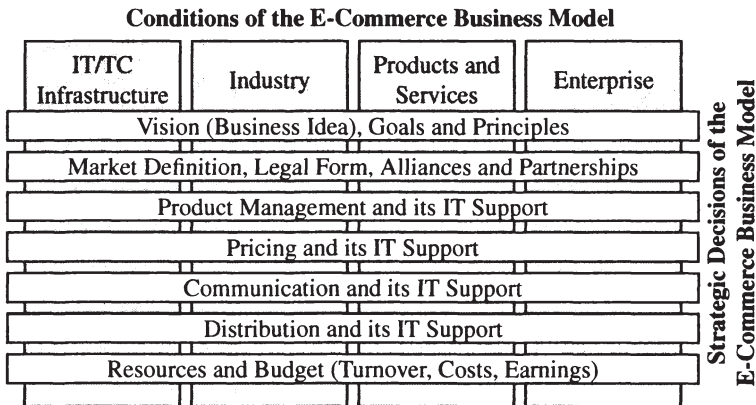 Conditions of the E-Commerce Business Model
IT/TC
Infrastructure
Industry
Products and
Services
Enterprise
Vision (Business Idea), Goals and Principles
Market Definition, Legal Form, Alliances and Partnerships
Product Management and its IT Support
Pricing and its IT Support
Communication and its IT Support
Distribution and its IT Support
Resources and Budget (Turnover, Costs, Earnings)
Strategic Decisions of the
E-Commerce Business Model